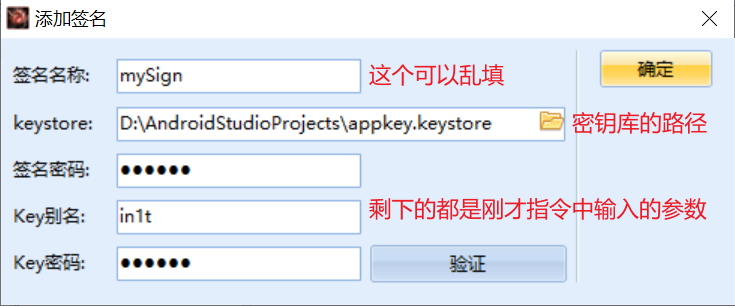 添加签名
签名名称: mySign 这个可以乱填 确定
keystore: D:\AndroidStudioProjects\appkey.keystore 密钥库的路径
签名密码: ●●●●●●
Key别名: in1t 剩下的都是刚才指令中输入的参数
Key密码: ●●●●●● 验证